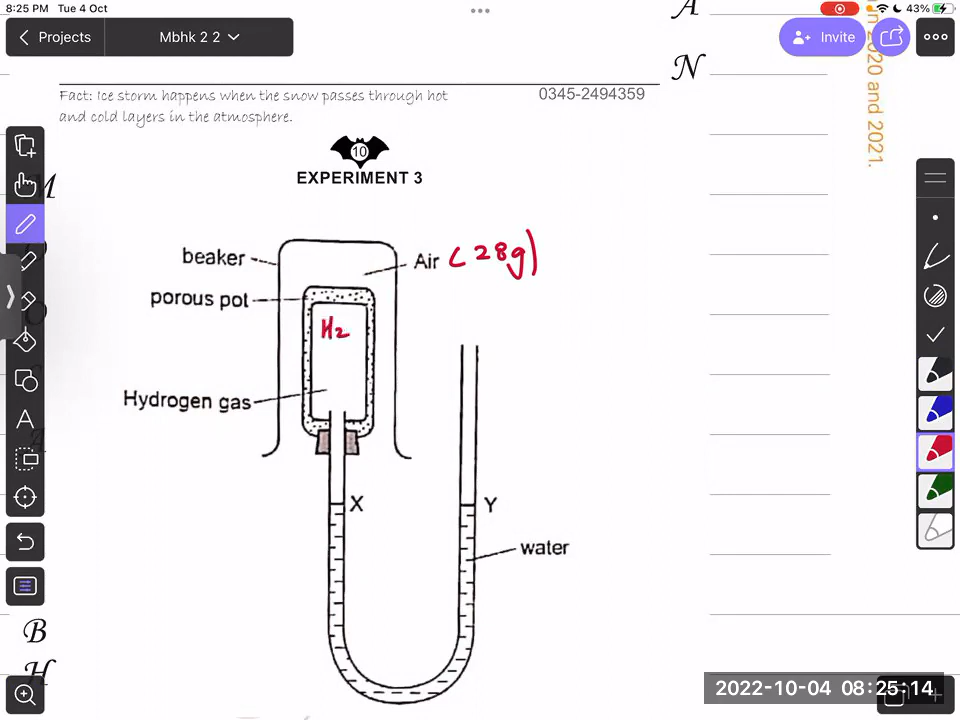 8:25 PM Tue 4 Oct
43%
Projects
Mbhk 2 2
Invite
A
N
n 2020 and 2021.
Fact: Ice storm happens when the snow passes through hot
and cold layers in the atmosphere.
0345-2494359
10
EXPERIMENT 3
M
beaker
Air (28g)
porous pot
H2
Hydrogen gas
A
X
Y
water
B
H
2022-10-04 08:25:14